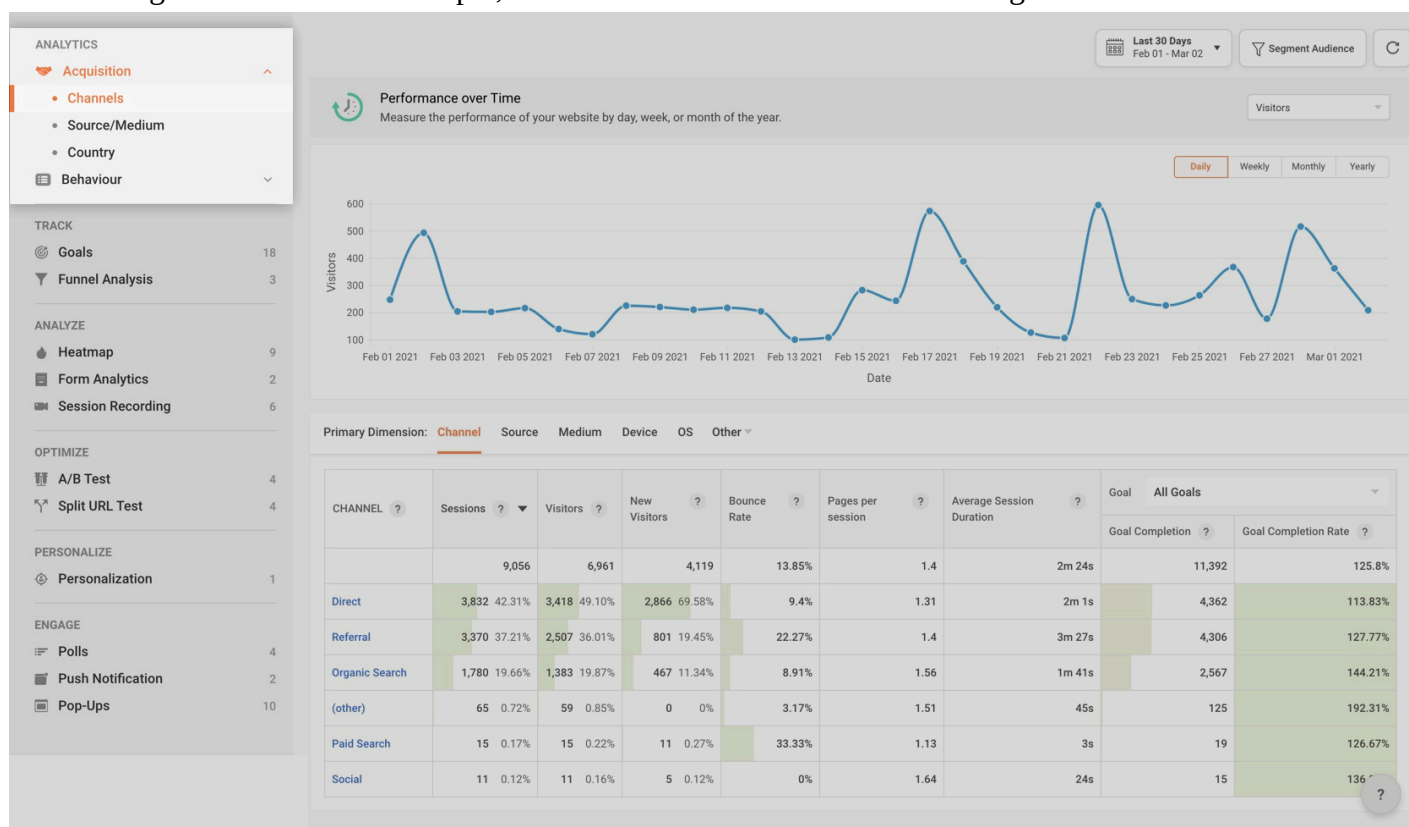 ANALYTICS
Acquisition
Channels
Source/Medium
Country
Behaviour
TRACK
Goals 18
Funnel Analysis 3
ANALYZE
Heatmap 9
Form Analytics 2
Session Recording 6
OPTIMIZE
A/B Test 4
Split URL Test 4
PERSONALIZE
Personalization 1
ENGAGE
Polls 4
Push Notification 2
Pop-Ups 10
Last 30 Days
Feb 01 - Mar 02
Segment Audience
Performance over Time
Measure the performance of your website by day, week, or month of the year.
Visitors
Daily Weekly Monthly Yearly
600
500
400
300
200
100
Visitors
Feb 01 2021 Feb 03 2021 Feb 05 2021 Feb 07 2021 Feb 09 2021 Feb 11 2021 Feb 13 2021 Feb 15 2021 Feb 17 2021 Feb 19 2021 Feb 21 2021 Feb 23 2021 Feb 25 2021 Feb 27 2021 Mar 01 2021
Date
Primary Dimension: Channel Source Medium Device OS Other
Goal All Goals
CHANNEL ? Sessions ? Visitors ? New Visitors ? Bounce Rate ? Pages per session ? Average Session Duration ? Goal Completion ? Goal Completion Rate ?
9,056 6,961 4,119 13.85% 1.4 2m 24s 11,392 125.8%
Direct 3,832 42.31% 3,418 49.10% 2,866 69.58% 9.4% 1.31 2m 1s 4,362 113.83%
Referral 3,370 37.21% 2,507 36.01% 801 19.45% 22.27% 1.4 3m 27s 4,306 127.77%
Organic Search 1,780 19.66% 1,383 19.87% 467 11.34% 8.91% 1.56 1m 41s 2,567 144.21%
(other) 65 0.72% 59 0.85% 0 0% 3.17% 1.51 45s 125 192.31%
Paid Search 15 0.17% 15 0.22% 11 0.27% 33.33% 1.13 3s 19 126.67%
Social 11 0.12% 11 0.16% 5 0.12% 0% 1.64 24s 15 136
?